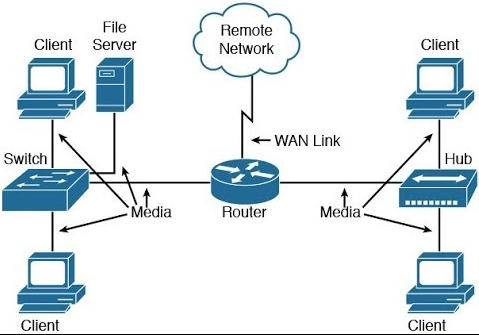 Remote
Network
Client
File
Server
Client
WAN Link
Switch
Hub
Media
Router
Media
Client
Client